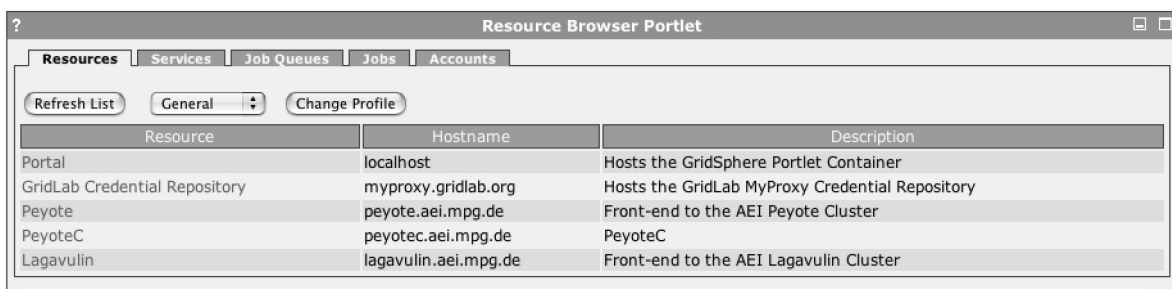 ? Resource Browser Portlet
Resources Services Job Queues Jobs Accounts
Refresh List General Change Profile
Resource Hostname Description
Portal localhost Hosts the GridSphere Portlet Container
GridLab Credential Repository myproxy.gridlab.org Hosts the GridLab MyProxy Credential Repository
Peyote peyote.aei.mpg.de Front-end to the AEI Peyote Cluster
PeyoteC peyotec.aei.mpg.de PeyoteC
Lagavulin lagavulin.aei.mpg.de Front-end to the AEI Lagavulin Cluster